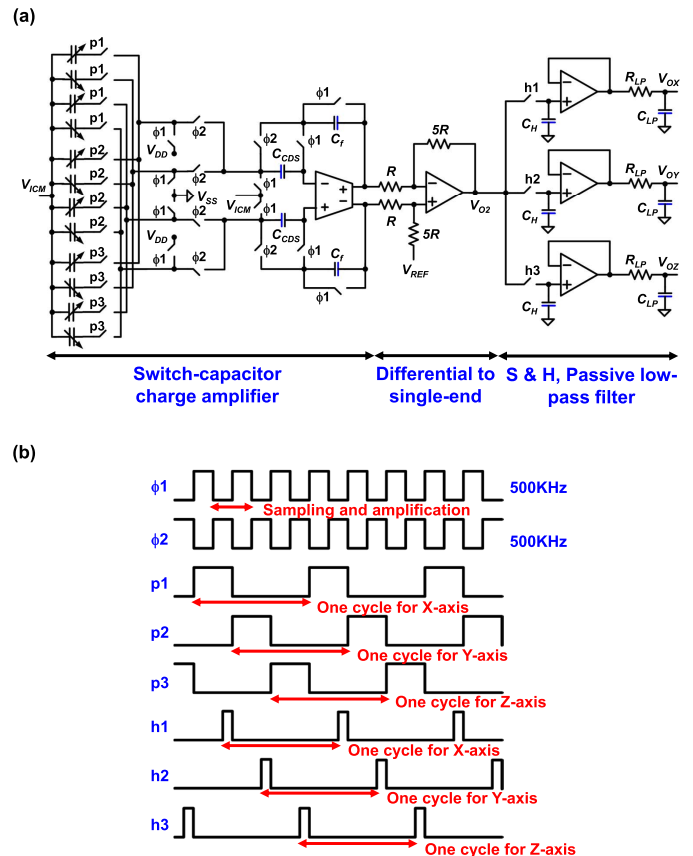 (a)
p1
p1
p1
p1
p2
p2
p2
p2
p3
p3
p3
p3
V_ICM
ϕ1
ϕ2
V_DD
ϕ1
ϕ2
V_SS
ϕ1
ϕ2
V_DD
ϕ1
ϕ2
ϕ2
C_CDS
ϕ1
ϕ1
V_ICM
C_CDS
ϕ2
ϕ1
ϕ1
C_f
C_f
ϕ1
R
R
5R
5R
V_REF
V_O2
h1
C_H
R_LP
V_OX
C_LP
h2
C_H
R_LP
V_OY
C_LP
h3
C_H
R_LP
V_OZ
C_LP
Switch-capacitor
charge amplifier
Differential to
single-end
S & H, Passive low-
pass filter
(b)
ϕ1
500KHz
Sampling and amplification
ϕ2
500KHz
p1
One cycle for X-axis
p2
One cycle for Y-axis
p3
One cycle for Z-axis
h1
One cycle for X-axis
h2
One cycle for Y-axis
h3
One cycle for Z-axis